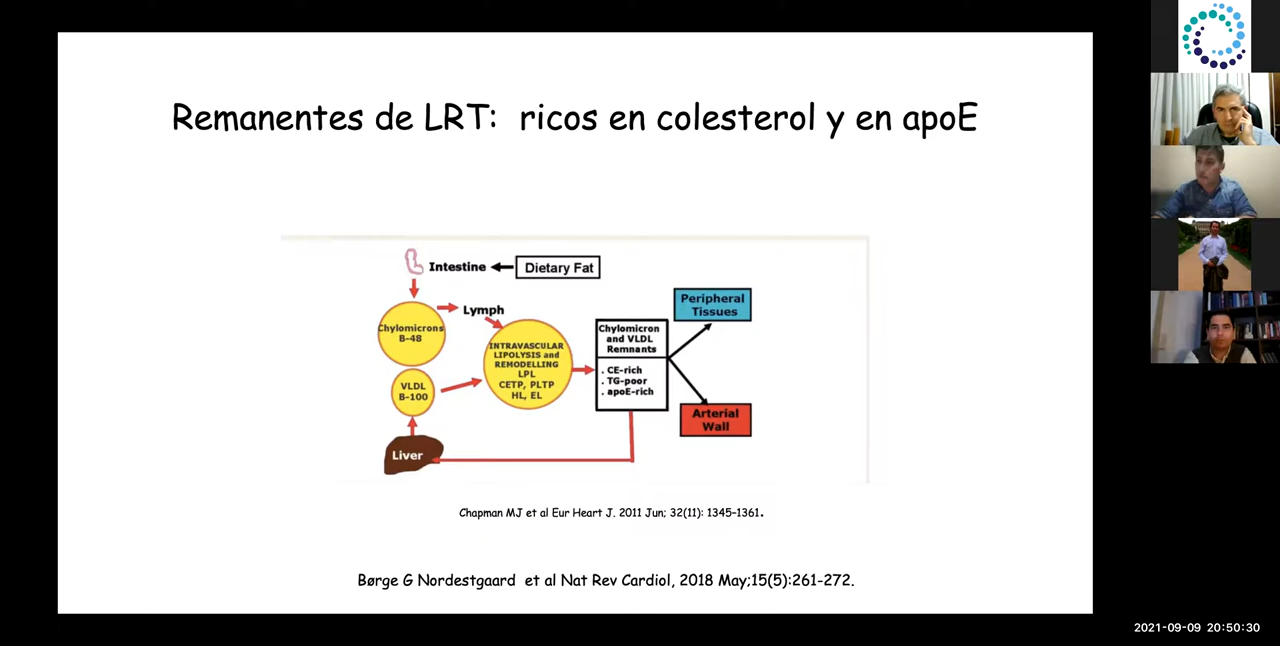 Remanentes de LRT: ricos en colesterol y en apoE
Intestine
Dietary Fat
Chylomicrons
B-48
Lymph
INTRAVASCULAR
LIPOLYSIS and
REMODELLING
LPL
CETP, PLTP
HL, EL
VLDL
B-100
Liver
Chylomicron
and VLDL
Remnants
. CE-rich
. TG-poor
. apoE-rich
Peripheral
Tissues
Arterial
Wall
Chapman MJ et al Eur Heart J. 2011 Jun; 32(11): 1345-1361.
Børge G Nordestgaard et al Nat Rev Cardiol, 2018 May;15(5):261-272.
2021-09-09 20:50:30